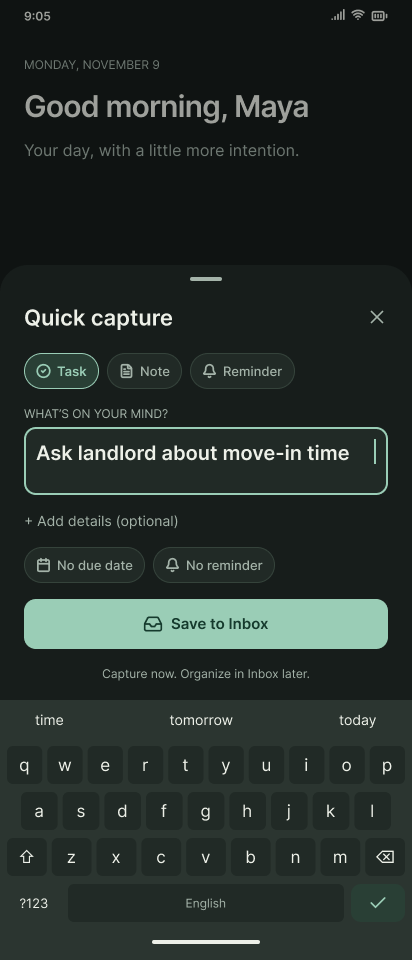 9:05
MONDAY, NOVEMBER 9
Good morning, Maya
Your day, with a little more intention.
Quick capture
Task Note Reminder
WHAT'S ON YOUR MIND?
Ask landlord about move-in time
+ Add details (optional)
No due date No reminder
Save to Inbox
Capture now. Organize in Inbox later.
time tomorrow today
q w e r t y u i o p
a s d f g h j k l
z x c v b n m
?123 English